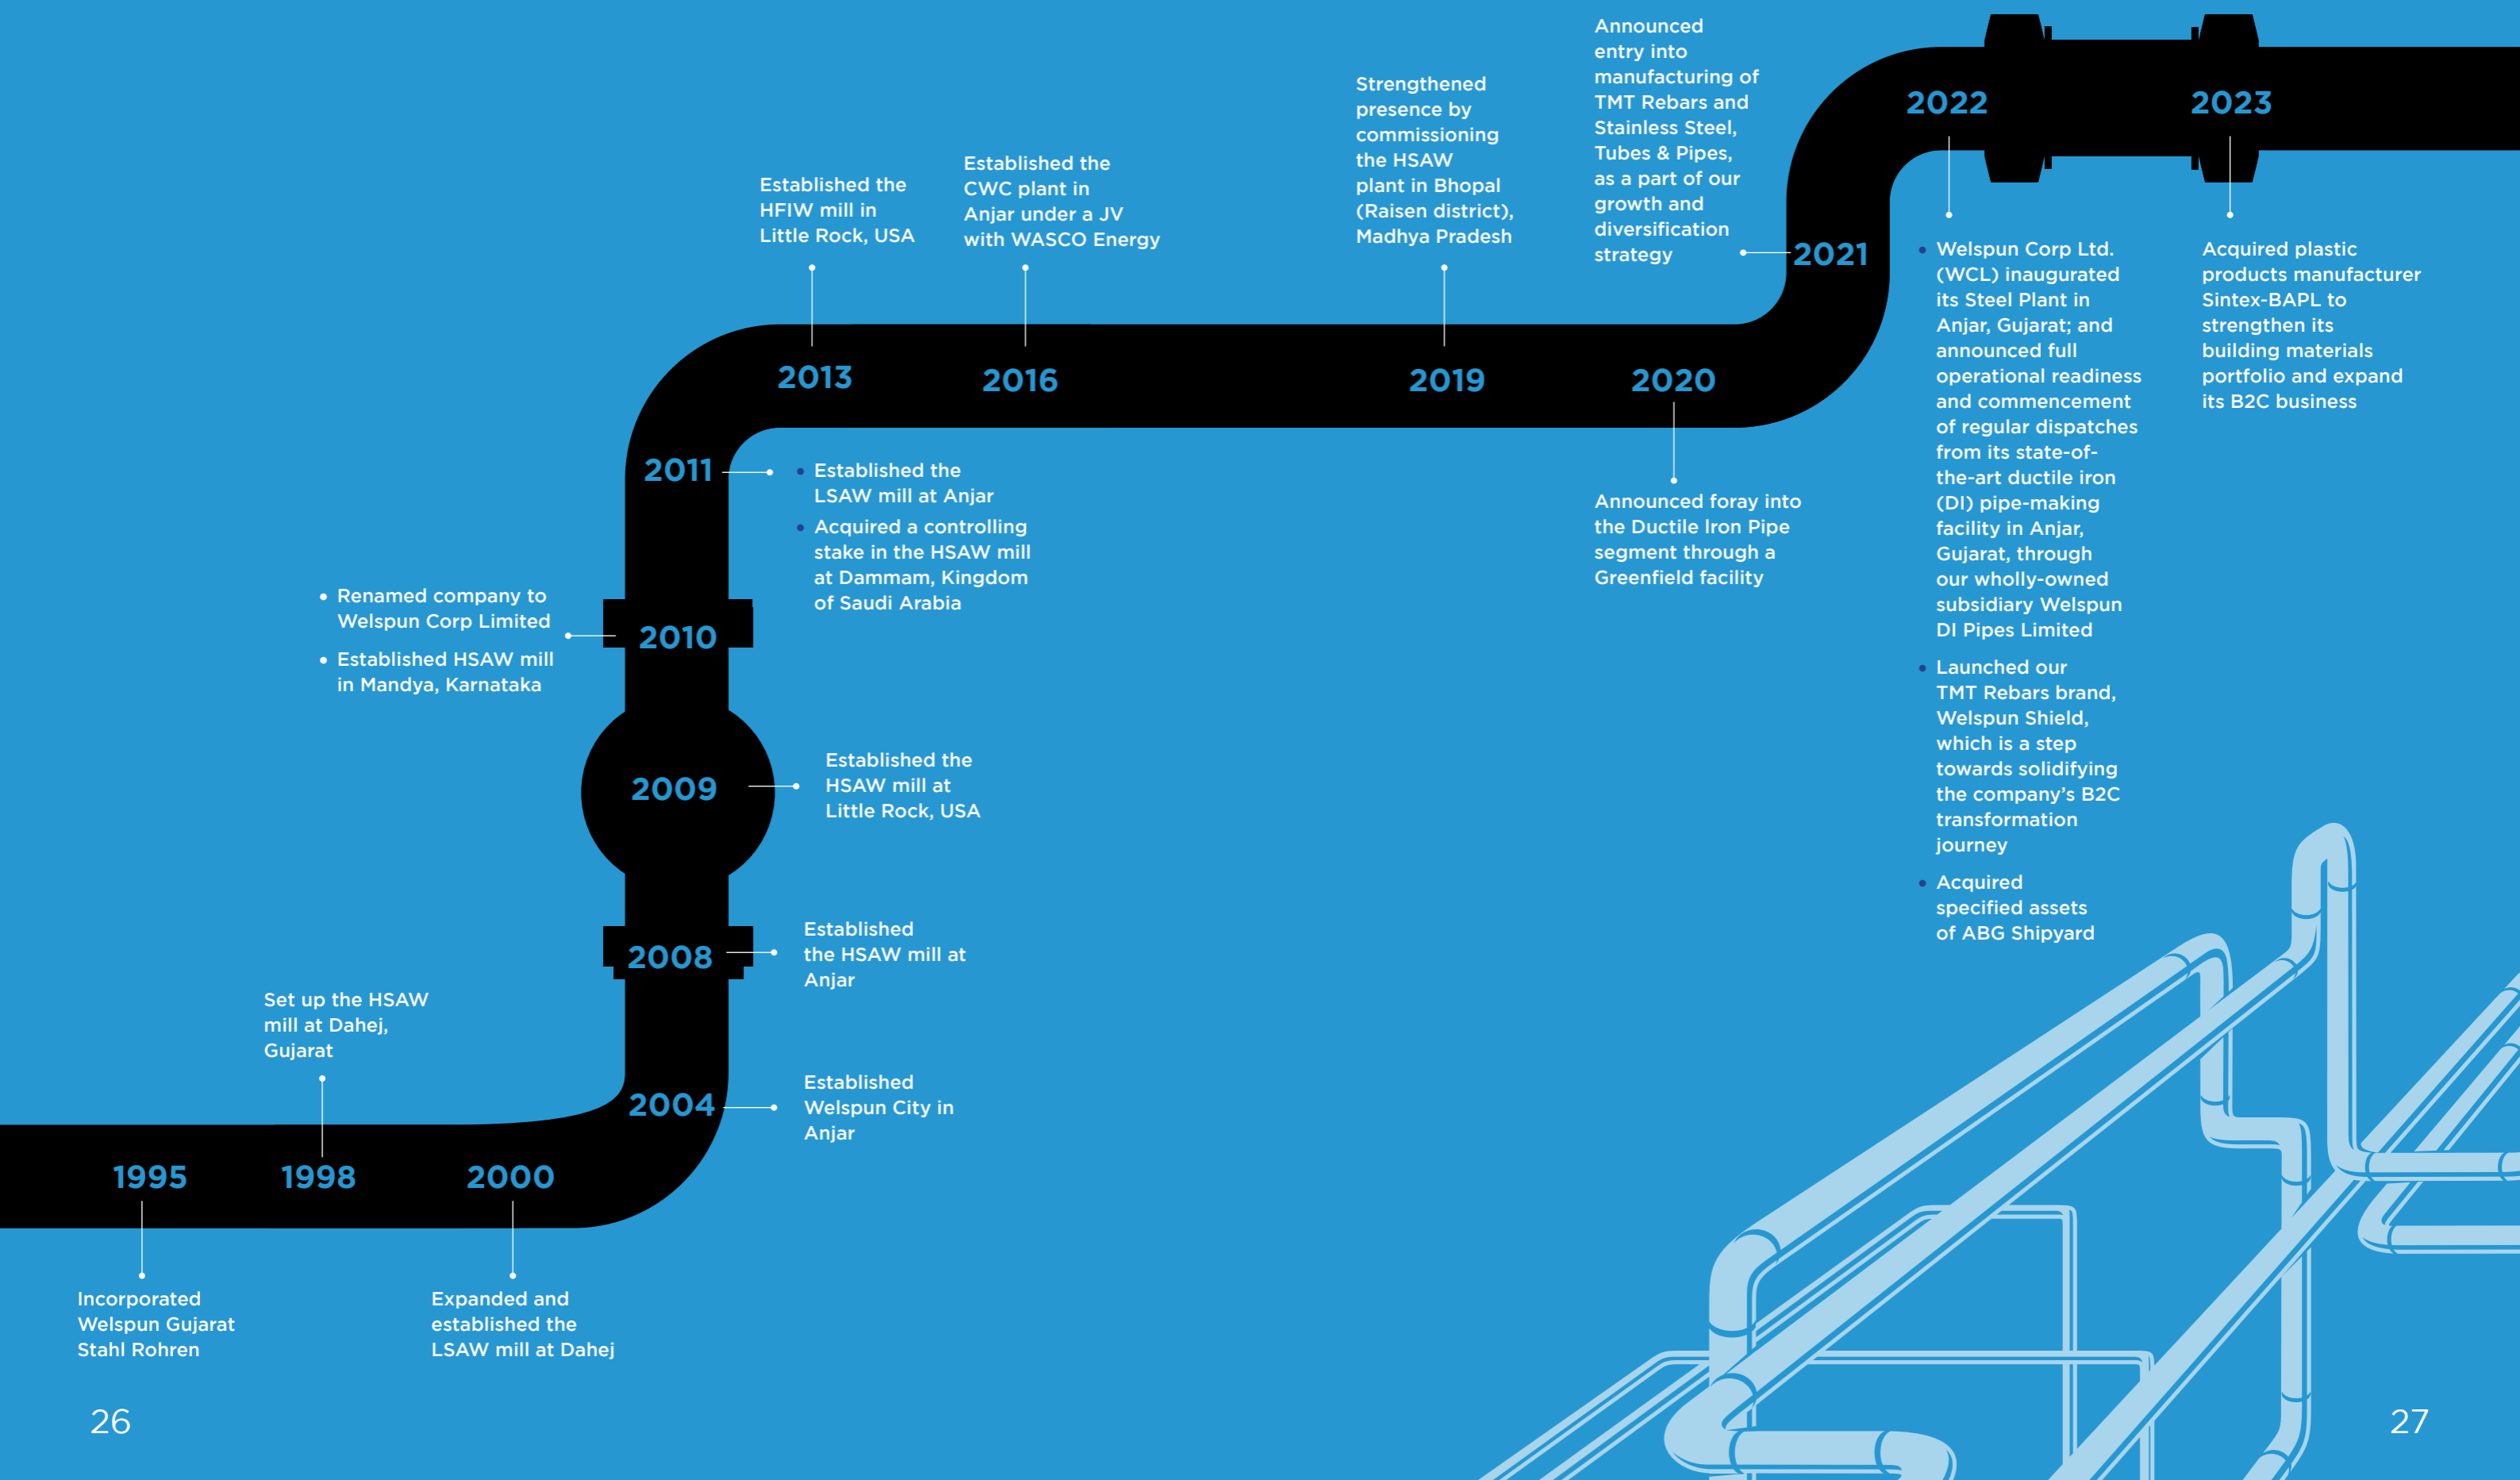 1995
Incorporated
Welspun Gujarat
Stahl Rohren
1998
Set up the HSAW
mill at Dahej,
Gujarat
2000
Expanded and
established the
LSAW mill at Dahej
2004
Established
Welspun City in
Anjar
2008
Established
the HSAW mill at
Anjar
2009
Established the
HSAW mill at
Little Rock, USA
2010
• Renamed company to
Welspun Corp Limited
• Established HSAW mill
in Mandya, Karnataka
2011
• Established the
LSAW mill at Anjar
• Acquired a controlling
stake in the HSAW mill
at Dammam, Kingdom
of Saudi Arabia
2013
Established the
HFIW mill in
Little Rock, USA
2016
Established the
CWC plant in
Anjar under a JV
with WASCO Energy
2019
Strengthened
presence by
commissioning
the HSAW
plant in Bhopal
(Raisen district),
Madhya Pradesh
2020
Announced foray into
the Ductile Iron Pipe
segment through a
Greenfield facility
2021
Announced
entry into
manufacturing of
TMT Rebars and
Stainless Steel,
Tubes & Pipes,
as a part of our
growth and
diversification
strategy
2022
• Welspun Corp Ltd.
(WCL) inaugurated
its Steel Plant in
Anjar, Gujarat; and
announced full
operational readiness
and commencement
of regular dispatches
from its state-of-
the-art ductile iron
(DI) pipe-making
facility in Anjar,
Gujarat, through
our wholly-owned
subsidiary Welspun
DI Pipes Limited
• Launched our
TMT Rebars brand,
Welspun Shield,
which is a step
towards solidifying
the company's B2C
transformation
journey
• Acquired
specified assets
of ABG Shipyard
2023
Acquired plastic
products manufacturer
Sintex-BAPL to
strengthen its
building materials
portfolio and expand
its B2C business
26
27